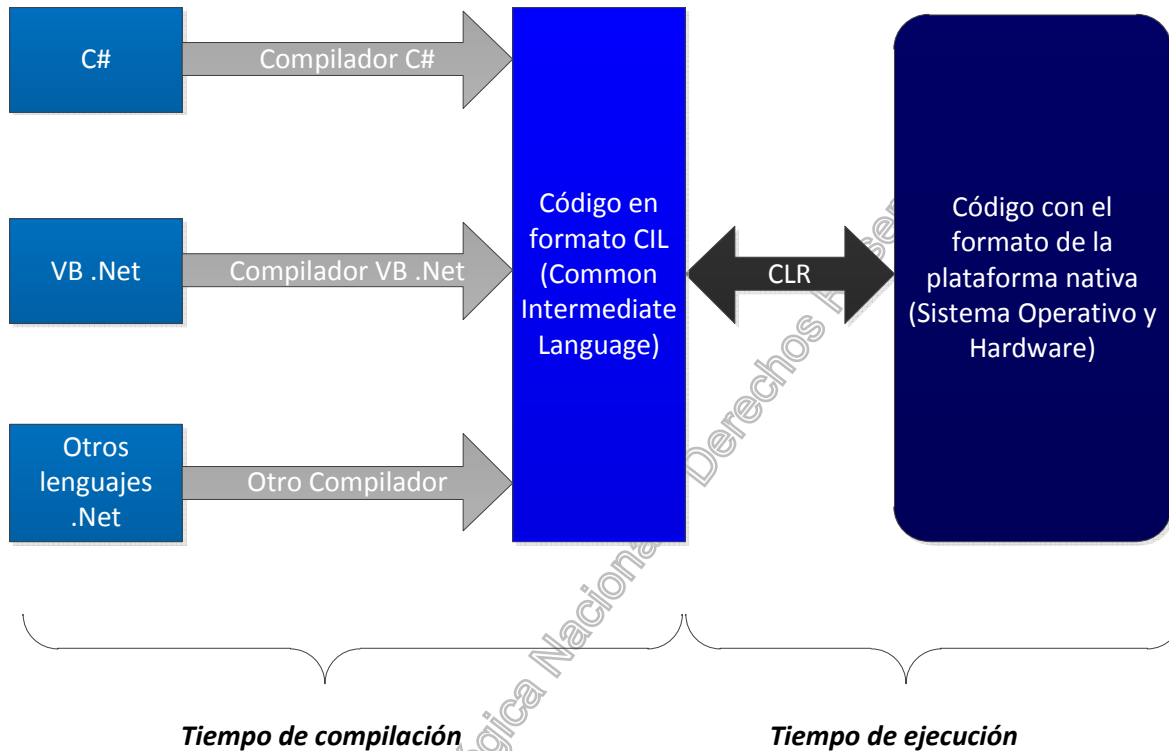 C#
Compilador C#
VB .Net
Compilador VB .Net
Otros
lenguajes
.Net
Otro Compilador
Código en
formato CIL
(Common
Intermediate
Language)
CLR
Código con el
formato de la
plataforma nativa
(Sistema Operativo y
Hardware)
Derechos
Tiempo de compilación
Tiempo de ejecución